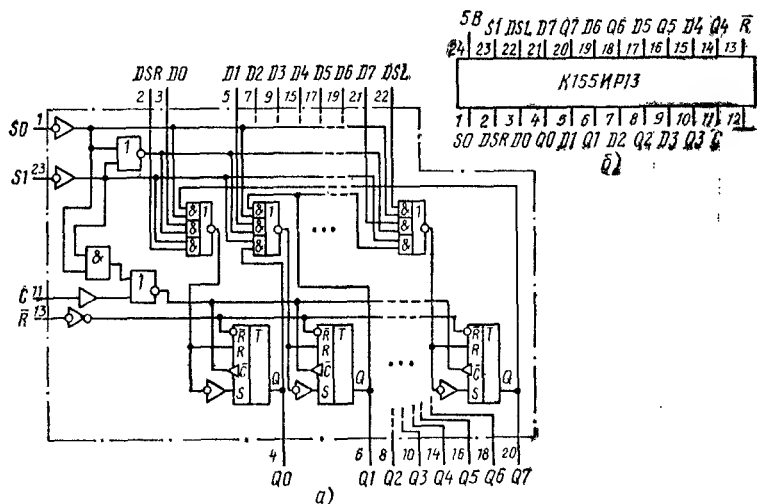 5В S1 DSL D7 Q7 D6 Q6 D5 Q5 D4 Q4 R̅
24 23 22 21 20 19 18 17 16 15 14 13
К155ИР13
1 2 3 4 5 6 7 8 9 10 11 12
S0 DSR D0 Q0 D1 Q1 D2 Q2 D3 Q3 C
б)
DSR D0 D1 D2 D3 D4 D5 D6 D7 DSL
2 3 5 7 9 15 17 19 21 22
S0 1
1
S1 23
& 1 & 1 & 1
& & &
& & &
&
1
C 11
R̅ 13
R̅ T R̅ T R̅ T
R R R
C̅ Q C̅ Q C̅ Q
S S S
4 6 8 10 14 16 18 20
Q0 Q1 Q2 Q3 Q4 Q5 Q6 Q7
а)